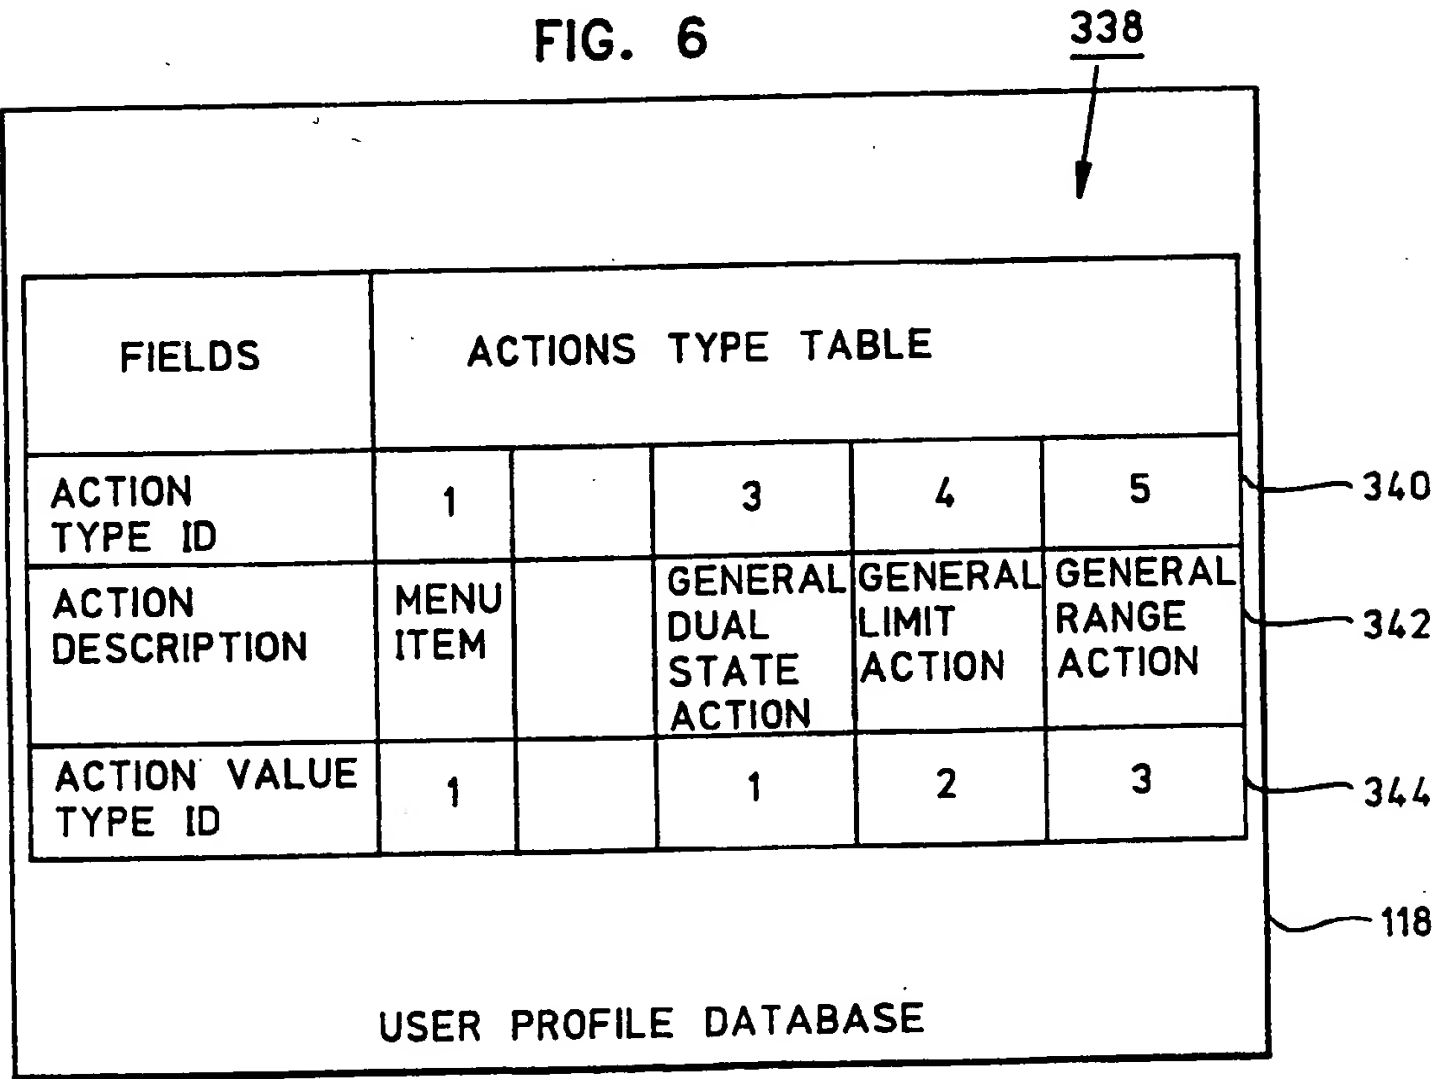 FIG. 6
338
FIELDS
ACTIONS TYPE TABLE
ACTION
TYPE ID
1
3
4
5
340
ACTION
DESCRIPTION
MENU
ITEM
GENERAL
DUAL
STATE
ACTION
GENERAL
LIMIT
ACTION
GENERAL
RANGE
ACTION
342
ACTION VALUE
TYPE ID
1
1
2
3
344
118
USER PROFILE DATABASE